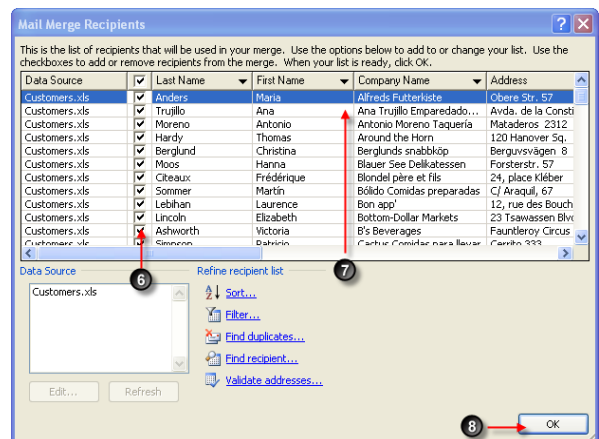 Mail Merge Recipients
This is the list of recipients that will be used in your merge. Use the options below to add to or change your list. Use the
checkboxes to add or remove recipients from the merge. When your list is ready, click OK.
Data Source Last Name First Name Company Name Address
Customers.xls Anders Maria Alfreds Futterkiste Obere Str. 57
Customers.xls Trujillo Ana Ana Trujillo Emparedado... Avda. de la Consti
Customers.xls Moreno Antonio Antonio Moreno Taquería Mataderos 2312
Customers.xls Hardy Thomas Around the Horn 120 Hanover Sq.
Customers.xls Berglund Christina Berglunds snabbköp Berguvsvägen 8
Customers.xls Moos Hanna Blauer See Delikatessen Forsterstr. 57
Customers.xls Citeaux Frédérique Blondel père et fils 24, place Kléber
Customers.xls Sommer Martín Bólido Comidas preparadas C/ Araquil, 67
Customers.xls Lebihan Laurence Bon app' 12, rue des Bouch
Customers.xls Lincoln Elizabeth Bottom-Dollar Markets 23 Tsawassen Blvd
Customers.xls Ashworth Victoria B's Beverages Fauntleroy Circus
Customers.xls Simpson Patricio Cactus Comidas para llevar Cerrito 333
6
7
Data Source
Customers.xls
Edit... Refresh
Refine recipient list
Sort...
Filter...
Find duplicates...
Find recipient...
Validate addresses...
8
OK